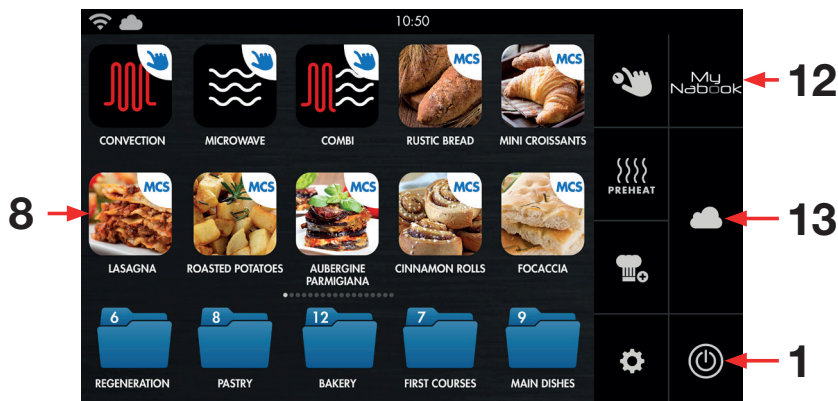 10:50
MCS
MCS
CONVECTION
MICROWAVE
COMBI
RUSTIC BREAD
MINI CROISSANTS
My
Nabook
12
PREHEAT
8
MCS
MCS
MCS
MCS
MCS
LASAGNA
ROASTED POTATOES
AUBERGINE
PARMIGIANA
CINNAMON ROLLS
FOCACCIA
13
6
8
12
7
9
REGENERATION
PASTRY
BAKERY
FIRST COURSES
MAIN DISHES
1